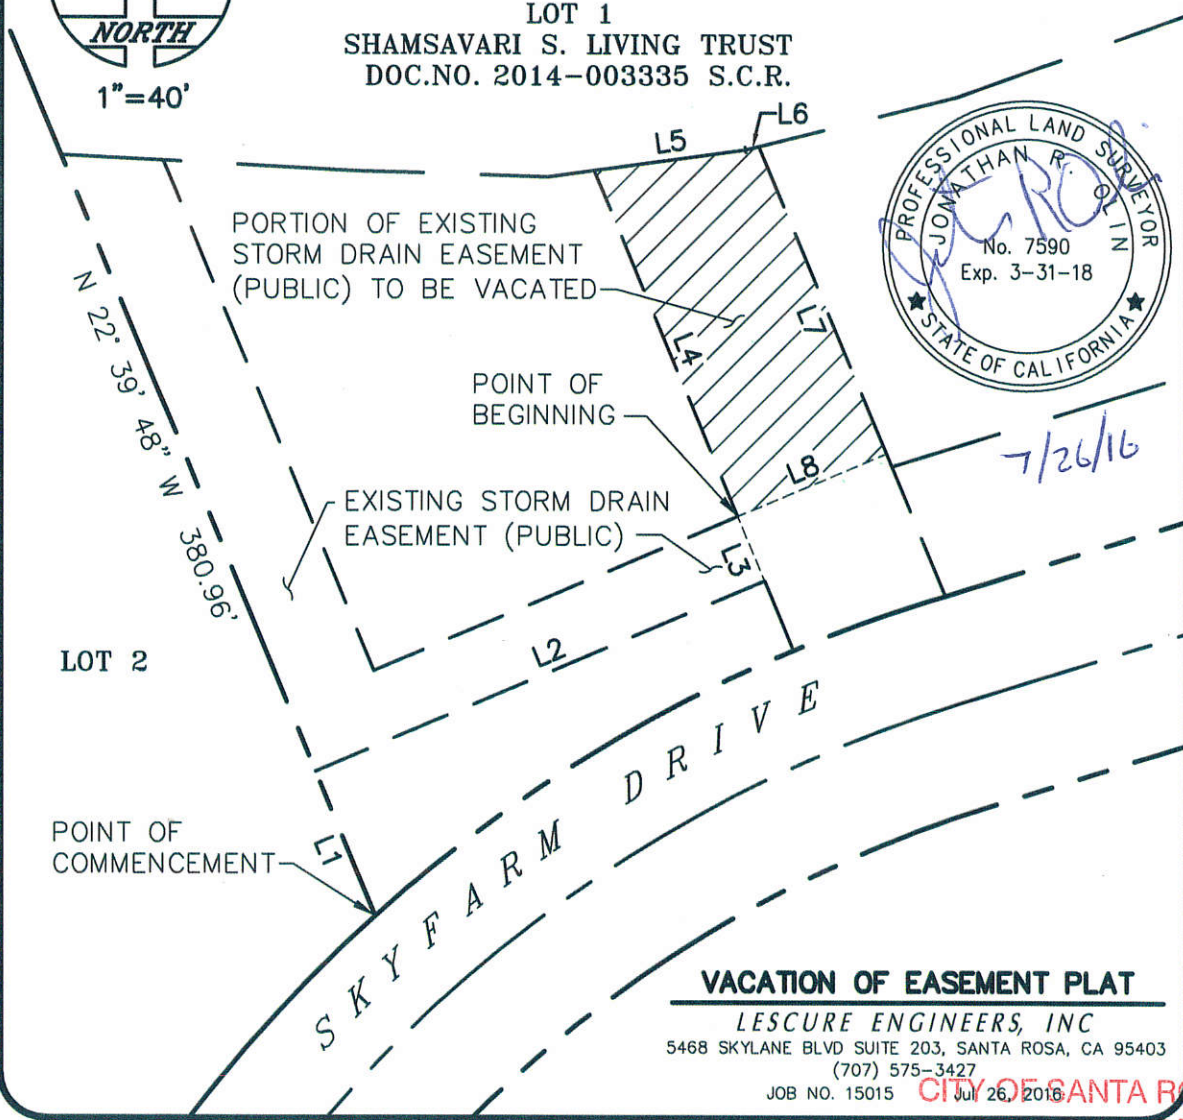 NORTH
1"=40'
LOT 1
SHAMSAVARI S. LIVING TRUST
DOC.NO. 2014-003335 S.C.R.
L6
L5
PROFESSIONAL LAND SURVEYOR
JONATHAN R. OLIN
No. 7590
Exp. 3-31-18
STATE OF CALIFORNIA
7/26/16
PORTION OF EXISTING
STORM DRAIN EASEMENT
(PUBLIC) TO BE VACATED
N 22° 39' 48" W 380.96'
L4
L7
POINT OF
BEGINNING
L8
EXISTING STORM DRAIN
EASEMENT (PUBLIC)
L3
L2
LOT 2
SKYFARM DRIVE
POINT OF
COMMENCEMENT
L1
VACATION OF EASEMENT PLAT
LESCURE ENGINEERS, INC
5468 SKYLANE BLVD SUITE 203, SANTA ROSA, CA 95403
(707) 575-3427
JOB NO. 15015 Jul 26, 2016
CITY OF SANTA